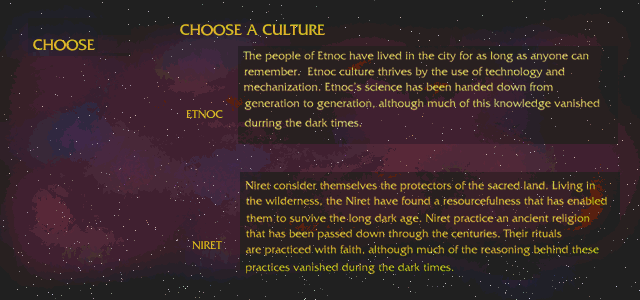 CHOOSE A CULTURE
CHOOSE
The people of Etnoc have lived in the city for as long as anyone can
remember. Etnoc culture thrives by the use of technology and
mechanization. Etnoc's science has been handed down from
generation to generation, although much of this knowledge vanished
durring the dark times.
ETNOC
Niret consider themselves the protectors of the sacred land. Living in
the wilderness, the Niret have found a resourcefulness that has enabled
them to survive the long dark age. Niret practice an ancient religion
that has been passed down through the centuries. Their rituals
are practiced with faith, although much of the reasoning behind these
practices vanished during the dark times.
NIRET